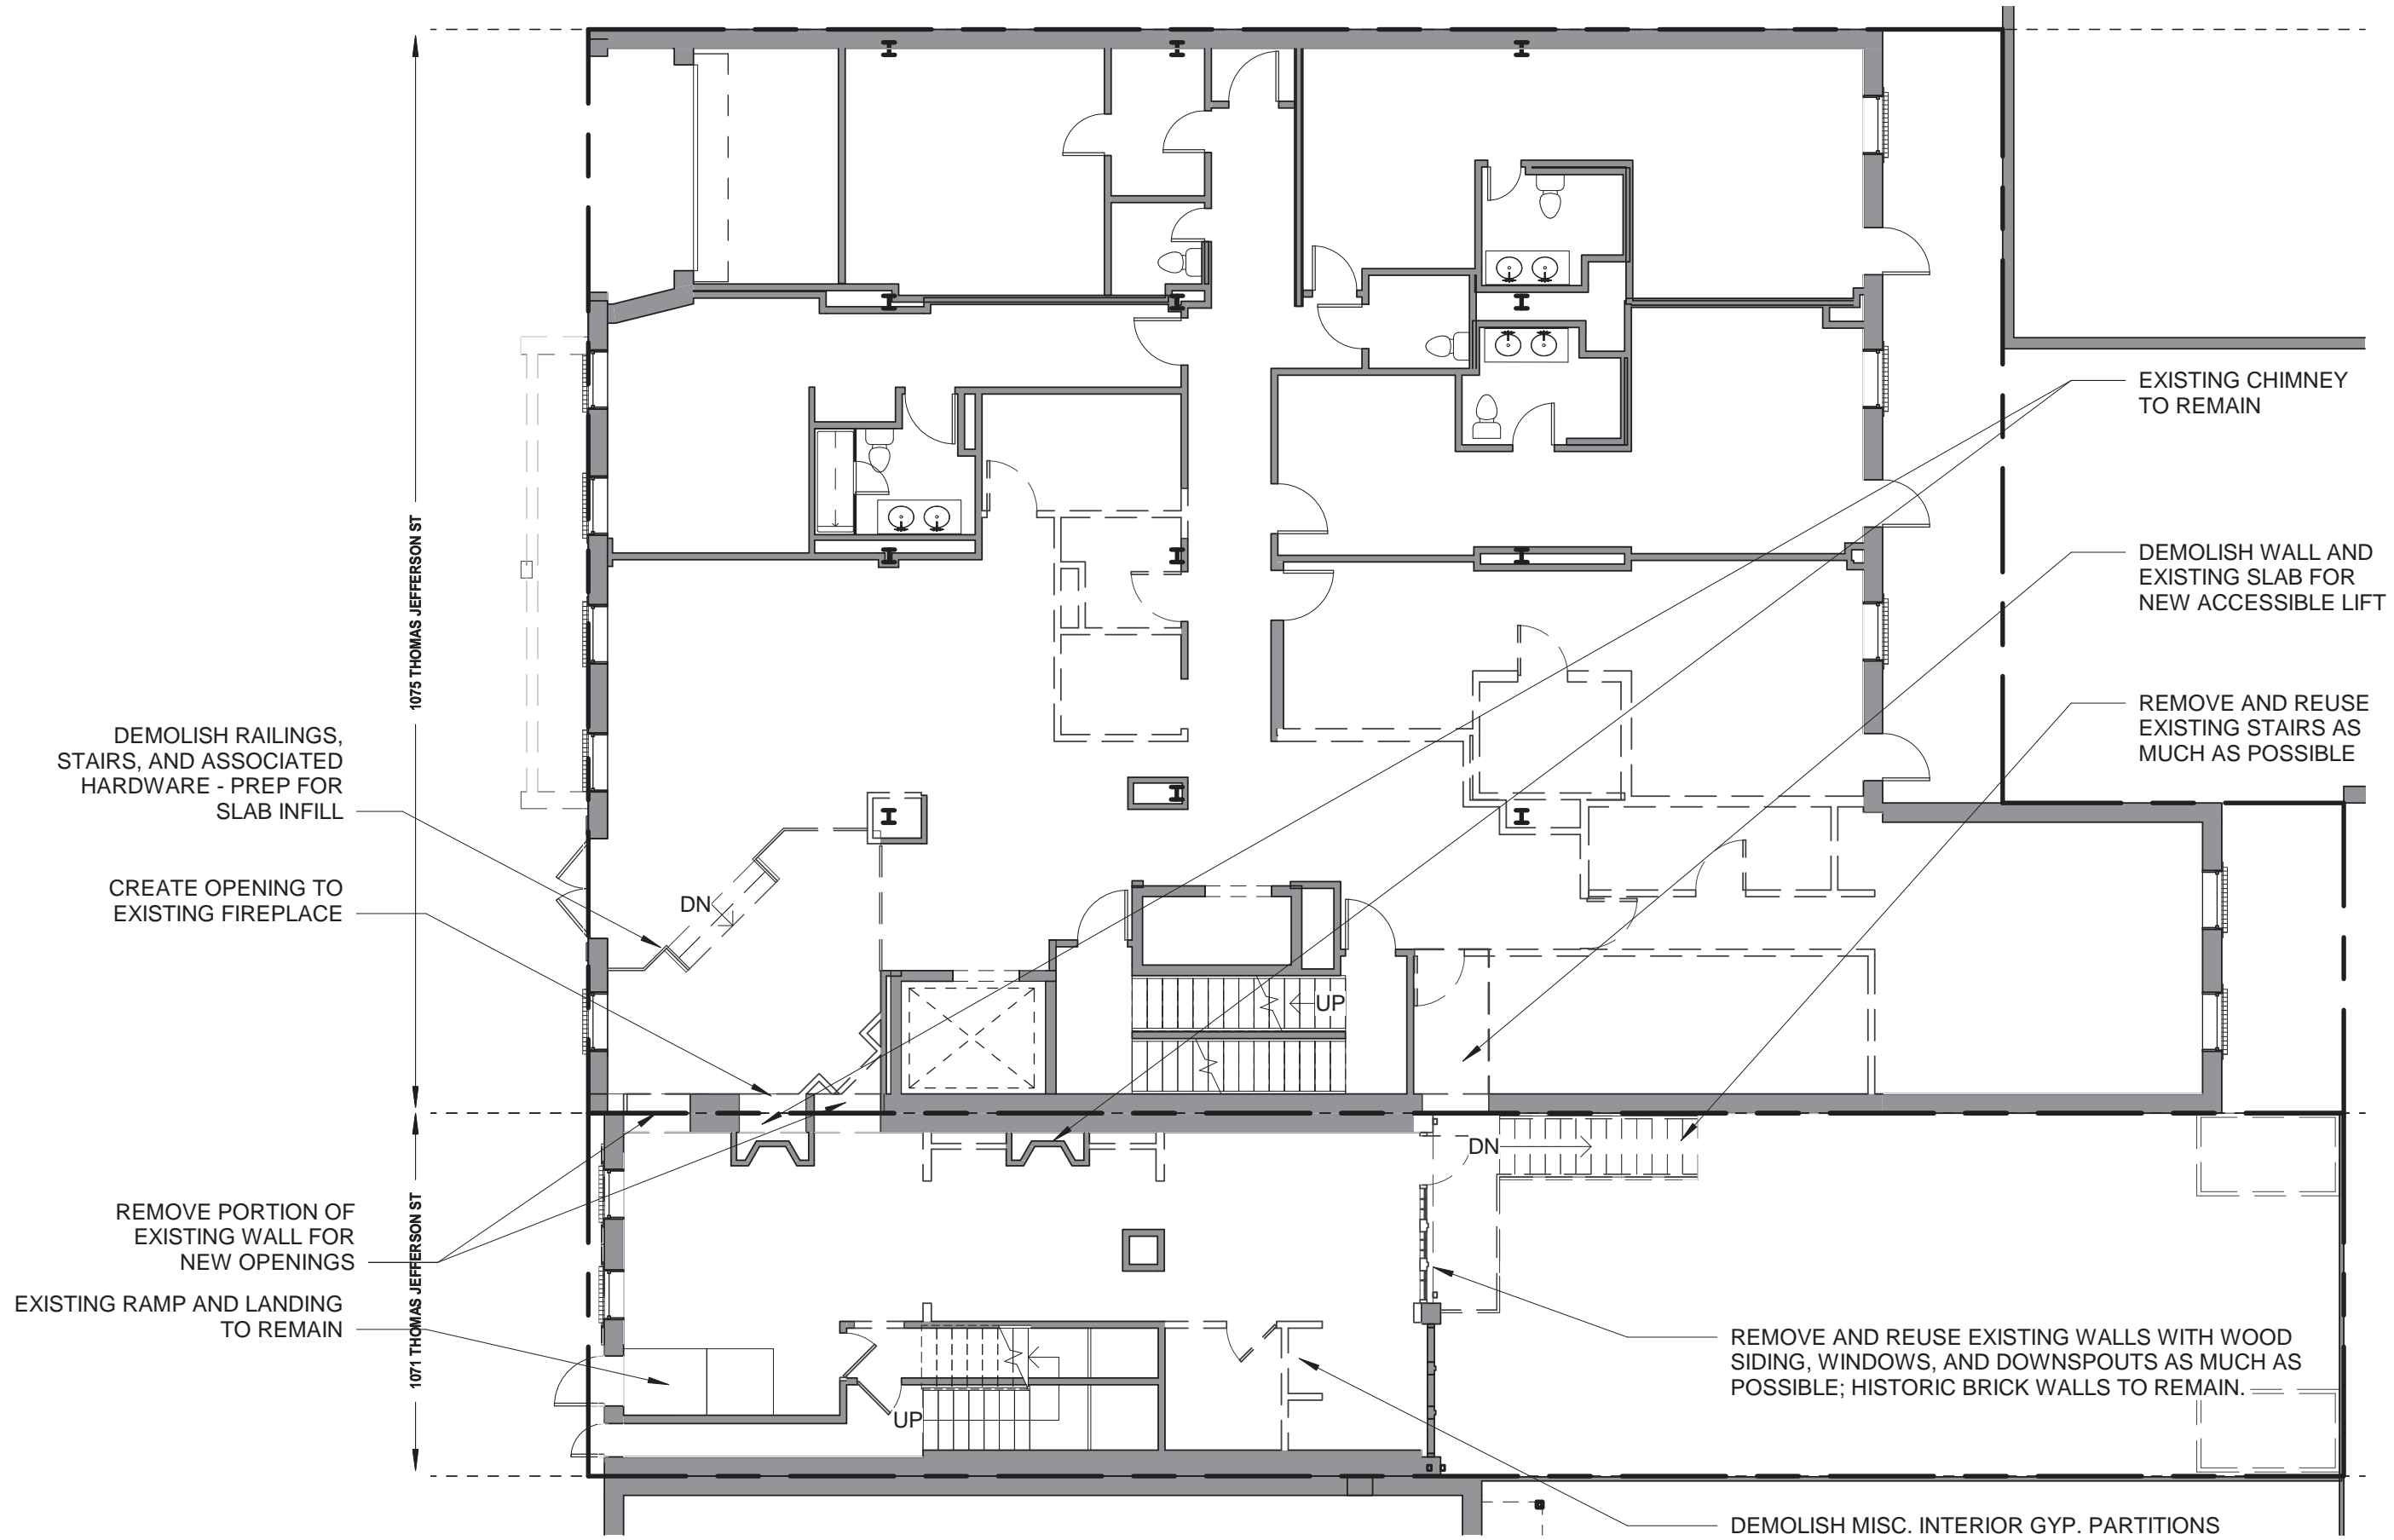 EXISTING CHIMNEY
TO REMAIN
DEMOLISH WALL AND
EXISTING SLAB FOR
NEW ACCESSIBLE LIFT
1075 THOMAS JEFFERSON ST
REMOVE AND REUSE
EXISTING STAIRS AS
MUCH AS POSSIBLE
DEMOLISH RAILINGS,
STAIRS, AND ASSOCIATED
HARDWARE - PREP FOR
SLAB INFILL
CREATE OPENING TO
EXISTING FIREPLACE
DN
UP
DN
REMOVE PORTION OF
EXISTING WALL FOR
NEW OPENINGS
1071 THOMAS JEFFERSON ST
EXISTING RAMP AND LANDING
TO REMAIN
UP
REMOVE AND REUSE EXISTING WALLS WITH WOOD
SIDING, WINDOWS, AND DOWNSPOUTS AS MUCH AS
POSSIBLE; HISTORIC BRICK WALLS TO REMAIN.
DEMOLISH MISC. INTERIOR GYP. PARTITIONS